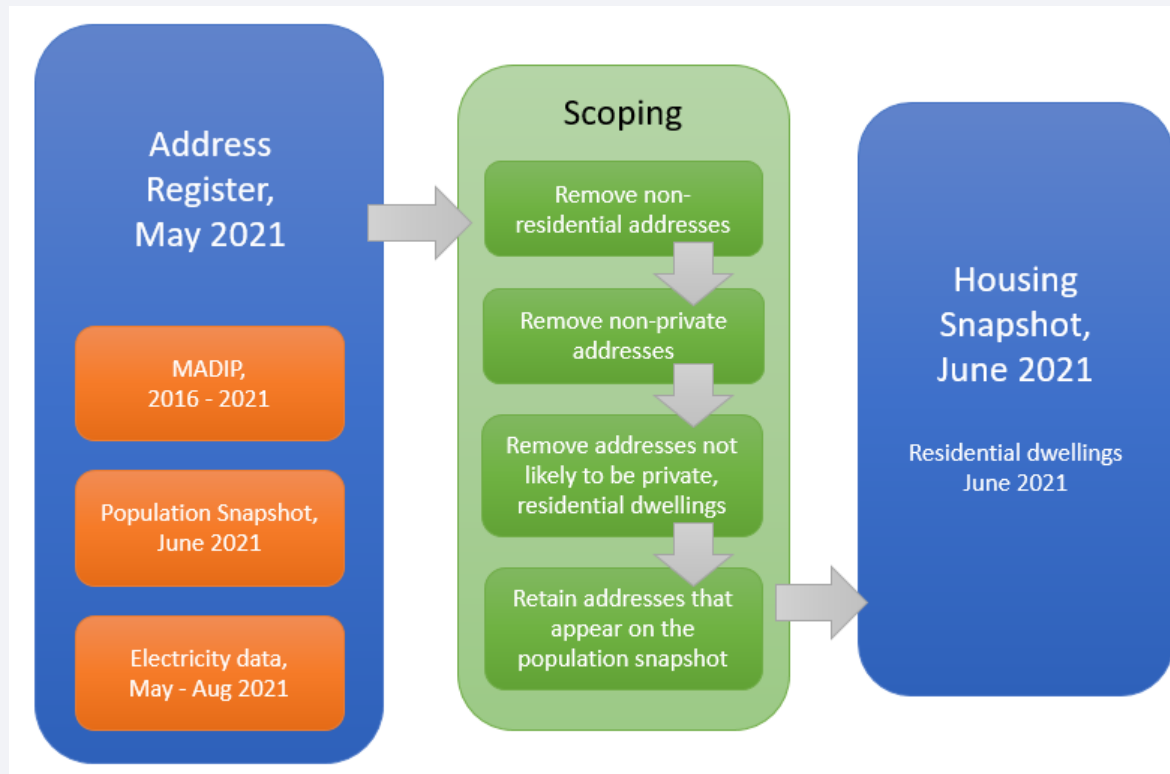 Address
Register,
May 2021
MADIP,
2016 - 2021
Population Snapshot,
June 2021
Electricity data,
May - Aug 2021
Scoping
Remove non-
residential addresses
Remove non-private
addresses
Remove addresses not
likely to be private,
residential dwellings
Retain addresses that
appear on the
population snapshot
Housing
Snapshot,
June 2021
Residential dwellings
June 2021